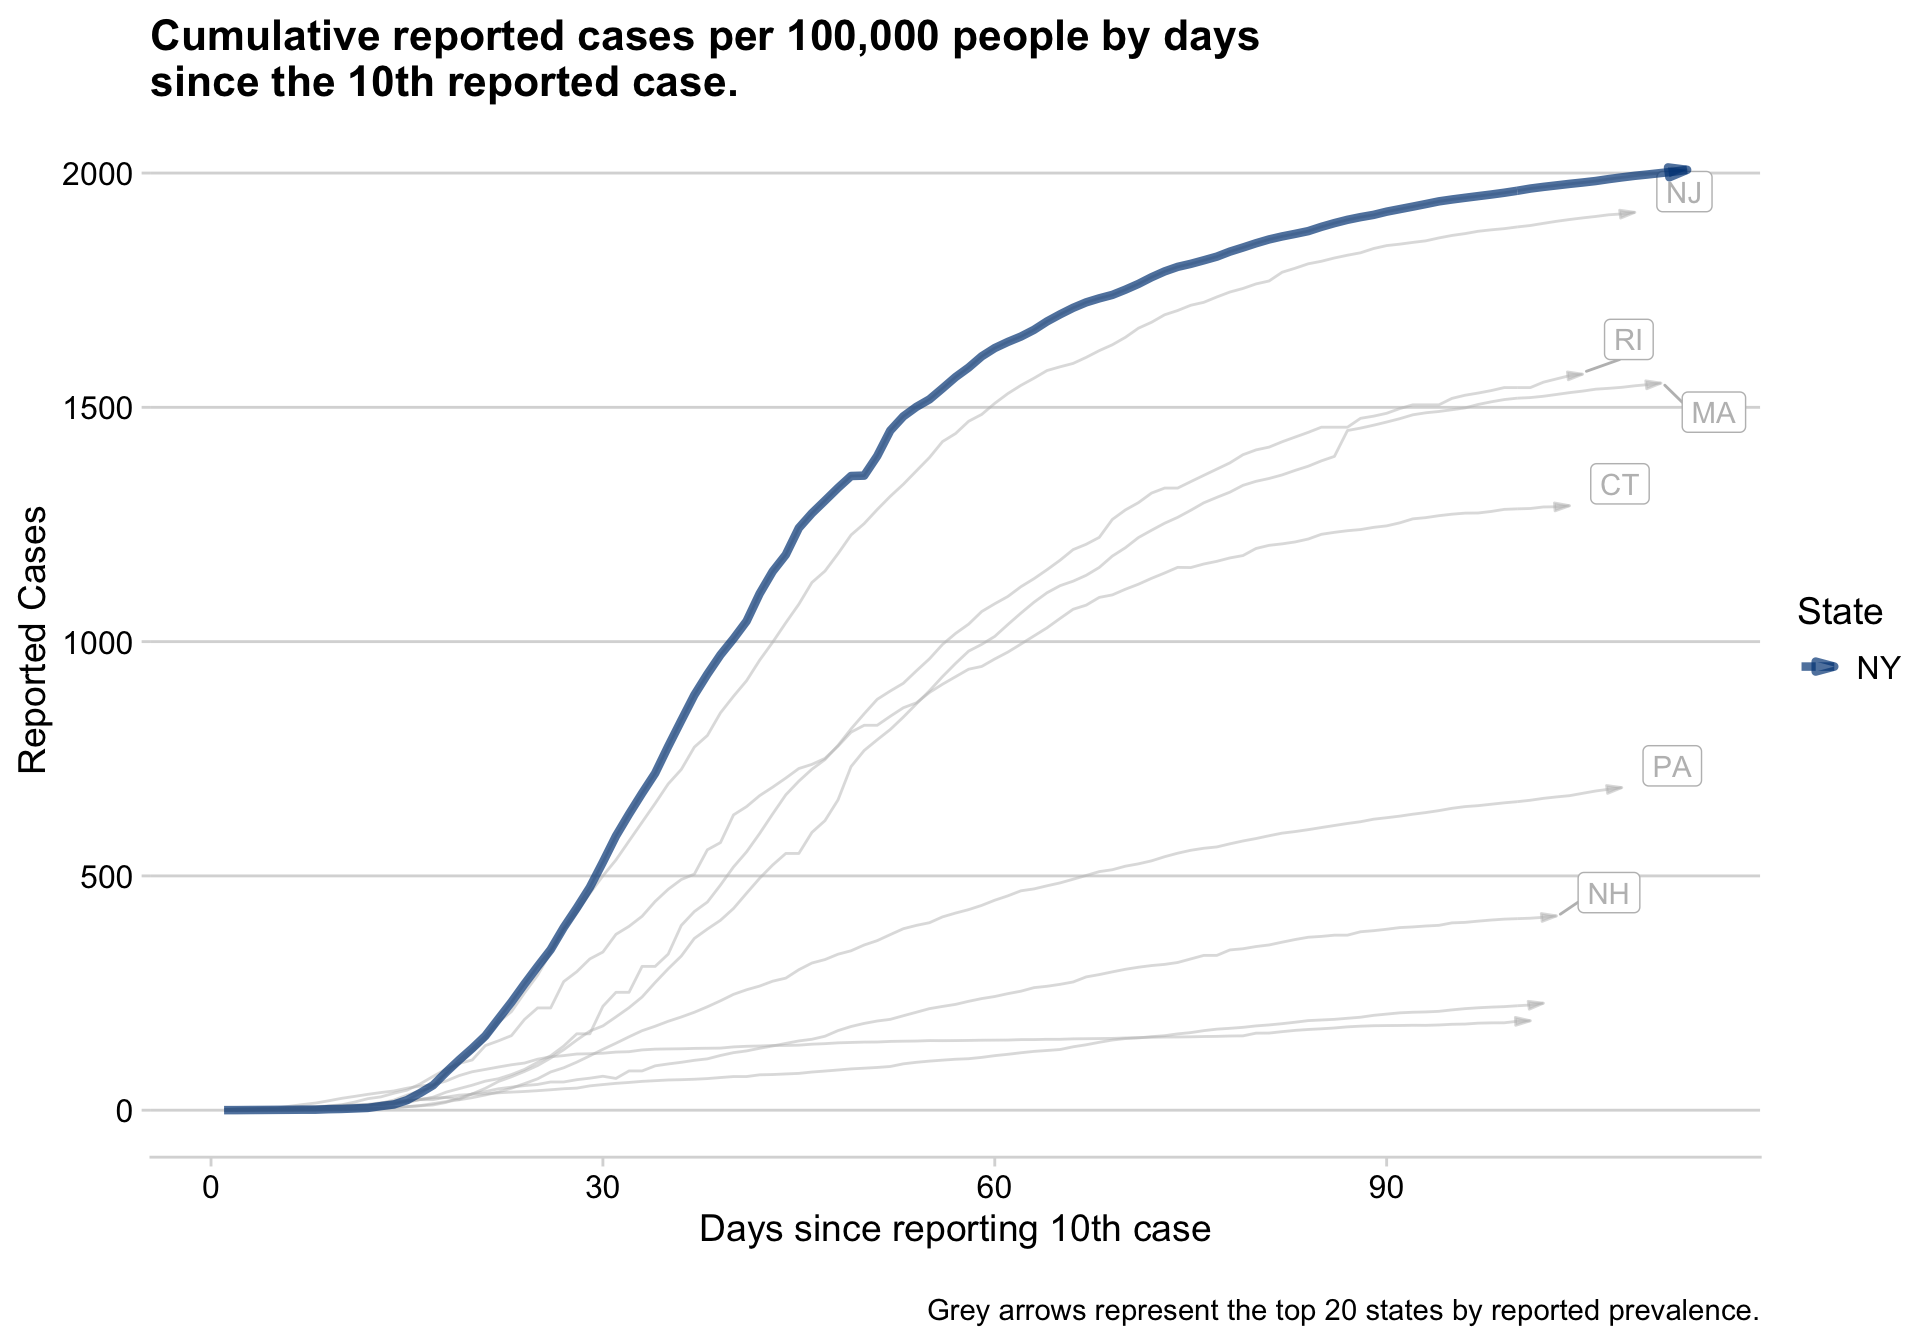 Cumulative reported cases per 100,000 people by days
since the 10th reported case.
2000
NJ
RI
1500
MA
CT
Reported Cases
1000
State
NY
PA
500
NH
0
0 30 60 90
Days since reporting 10th case
Grey arrows represent the top 20 states by reported prevalence.